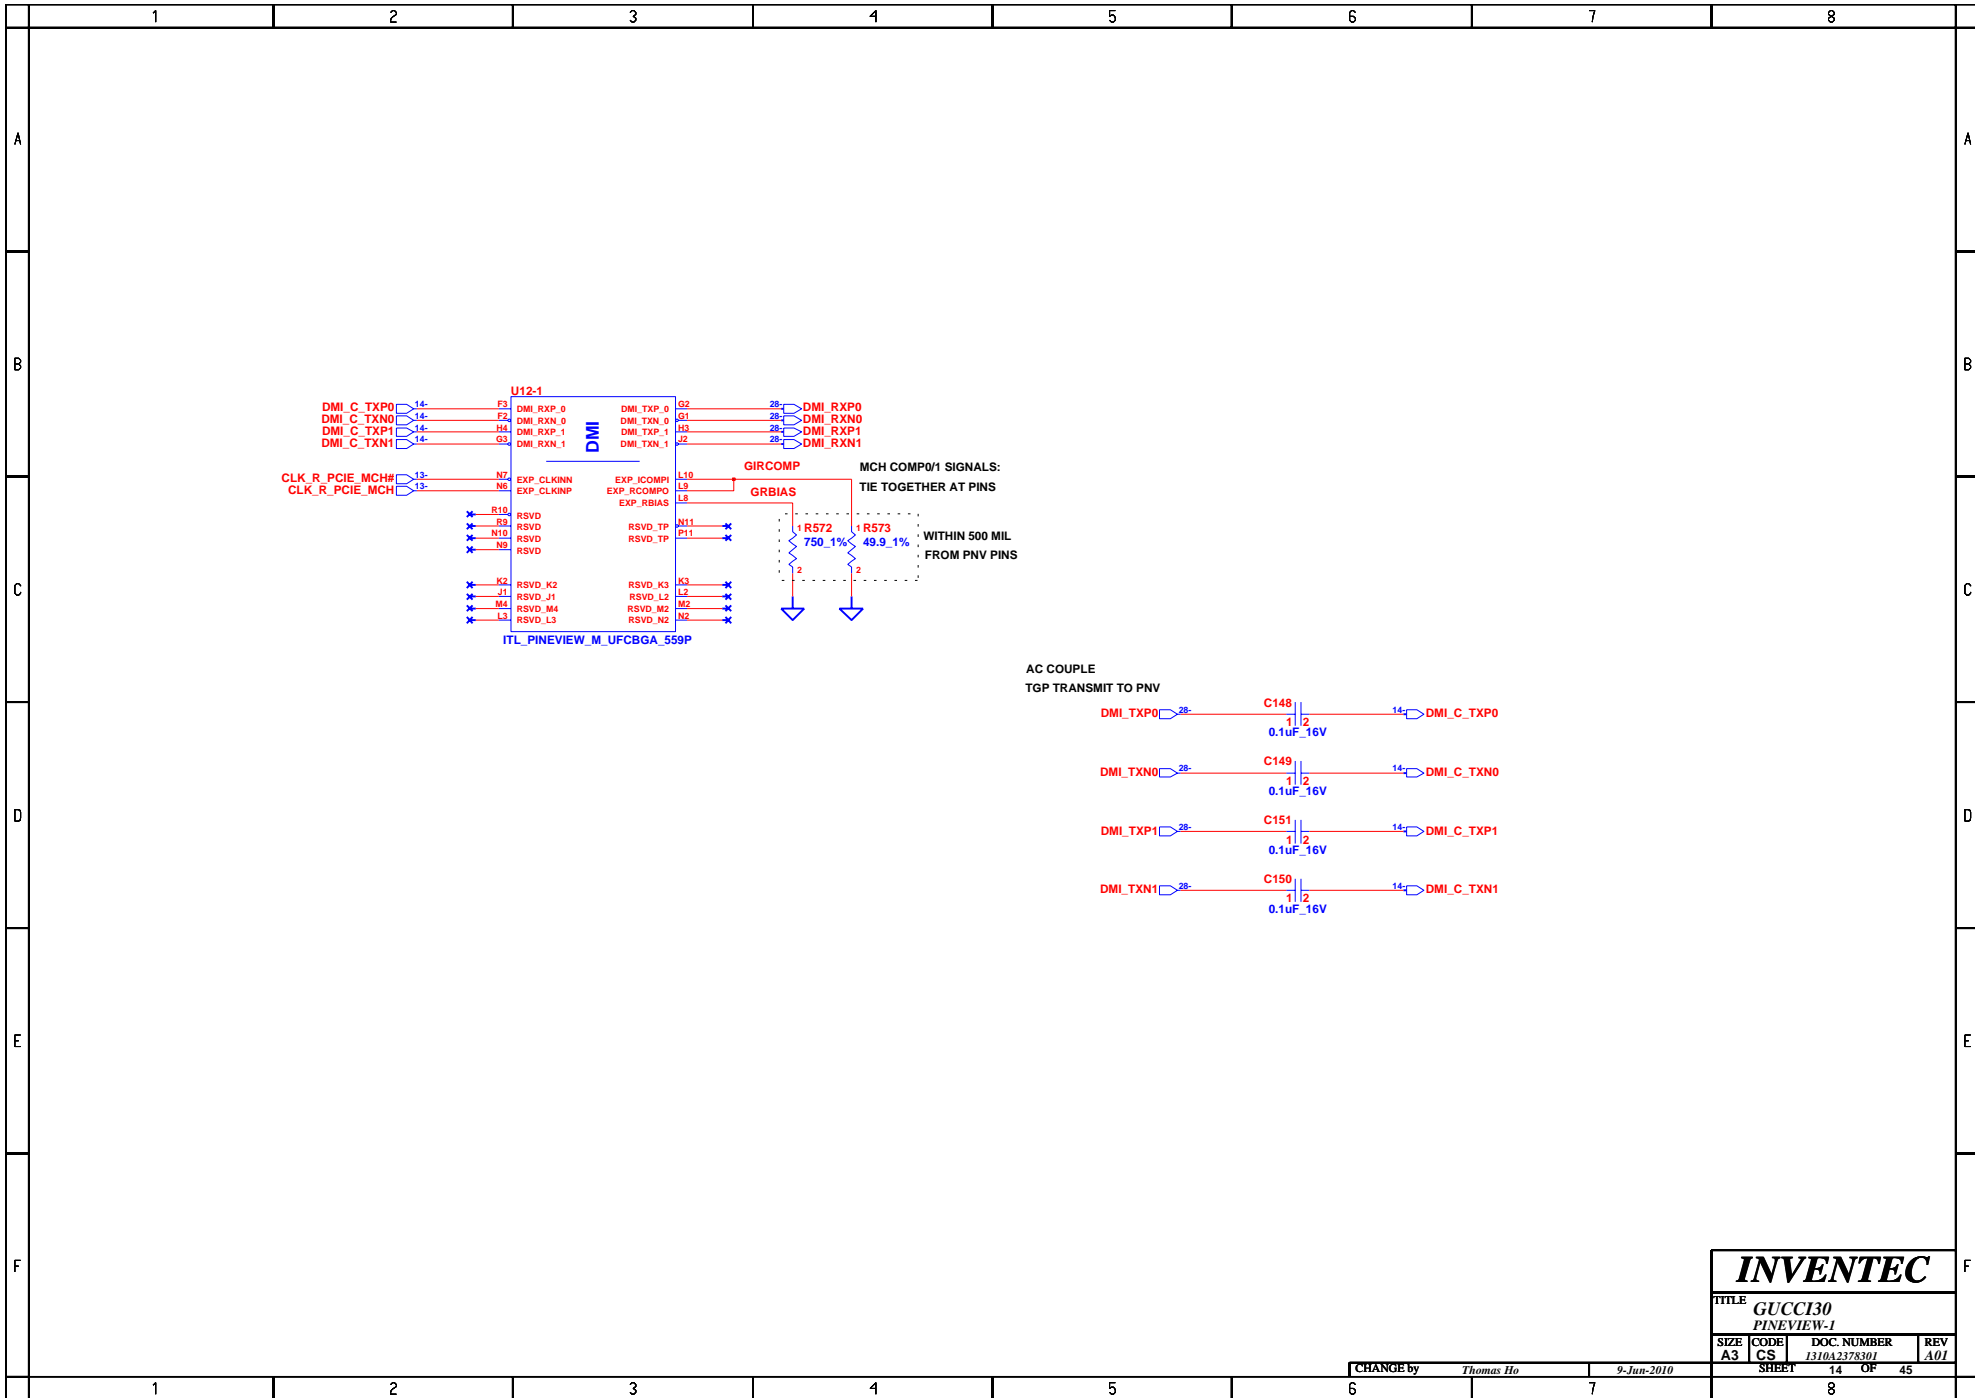 1 2 3 4 5 6 7 8
A A
B B
U12-1
DMI_C_TXP0 14- F3 DMI_RXP_0 DMI_TXP_0 G2 28- DMI_RXP0
DMI_C_TXN0 14- F2 DMI_RXN_0 DMI_TXN_0 G1 28- DMI_RXN0
DMI_C_TXP1 14- H4 DMI_RXP_1 DMI_TXP_1 H3 28- DMI_RXP1
DMI_C_TXN1 14- G3 DMI_RXN_1 DMI_TXN_1 J2 28- DMI_RXN1
DMI
GIRCOMP MCH COMP0/1 SIGNALS:
CLK_R_PCIE_MCH# 13- N7 EXP_CLKINN EXP_ICOMPI L10
CLK_R_PCIE_MCH 13- N6 EXP_CLKINP EXP_RCOMPO L9 GRBIAS TIE TOGETHER AT PINS
EXP_RBIAS L8
R10 RSVD
R9 RSVD RSVD_TP N11 1 R572 1 R573
N10 RSVD RSVD_TP P11 750_1% 49.9_1% WITHIN 500 MIL
N9 RSVD FROM PNV PINS
2 2
K2 RSVD_K2 RSVD_K3 K3
J1 RSVD_J1 RSVD_L2 L2
M4 RSVD_M4 RSVD_M2 M2
L3 RSVD_L3 RSVD_N2 N2
C C
ITL_PINEVIEW_M_UFCBGA_559P
AC COUPLE
TGP TRANSMIT TO PNV
C148
DMI_TXP0 28- 14- DMI_C_TXP0
1 2
0.1uF_16V
C149
DMI_TXN0 28- 14- DMI_C_TXN0
1 2
0.1uF_16V
D D
C151
DMI_TXP1 28- 14- DMI_C_TXP1
1 2
0.1uF_16V
C150
DMI_TXN1 28- 14- DMI_C_TXN1
1 2
0.1uF_16V
E E
F F
INVENTEC
TITLE GUCCI30
PINEVIEW-1
SIZE CODE DOC. NUMBER REV
A3 CS 1310A2378301 A01
CHANGE by Thomas Ho 9-Jun-2010 SHEET 14 OF 45
1 2 3 4 5 6 7 8